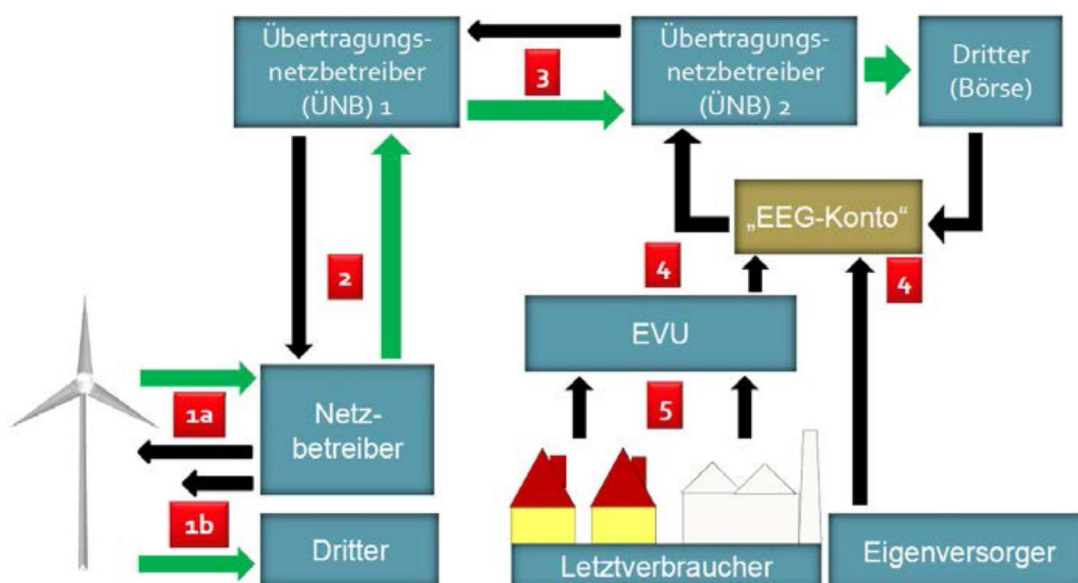 Übertragungs-
netzbetreiber
(ÜNB) 1
3
Übertragungs-
netzbetreiber
(ÜNB) 2
Dritter
(Börse)
„EEG-Konto“
2
4
4
EVU
1a
Netz-
betreiber
5
1b
Dritter
Letztverbraucher
Eigenversorger